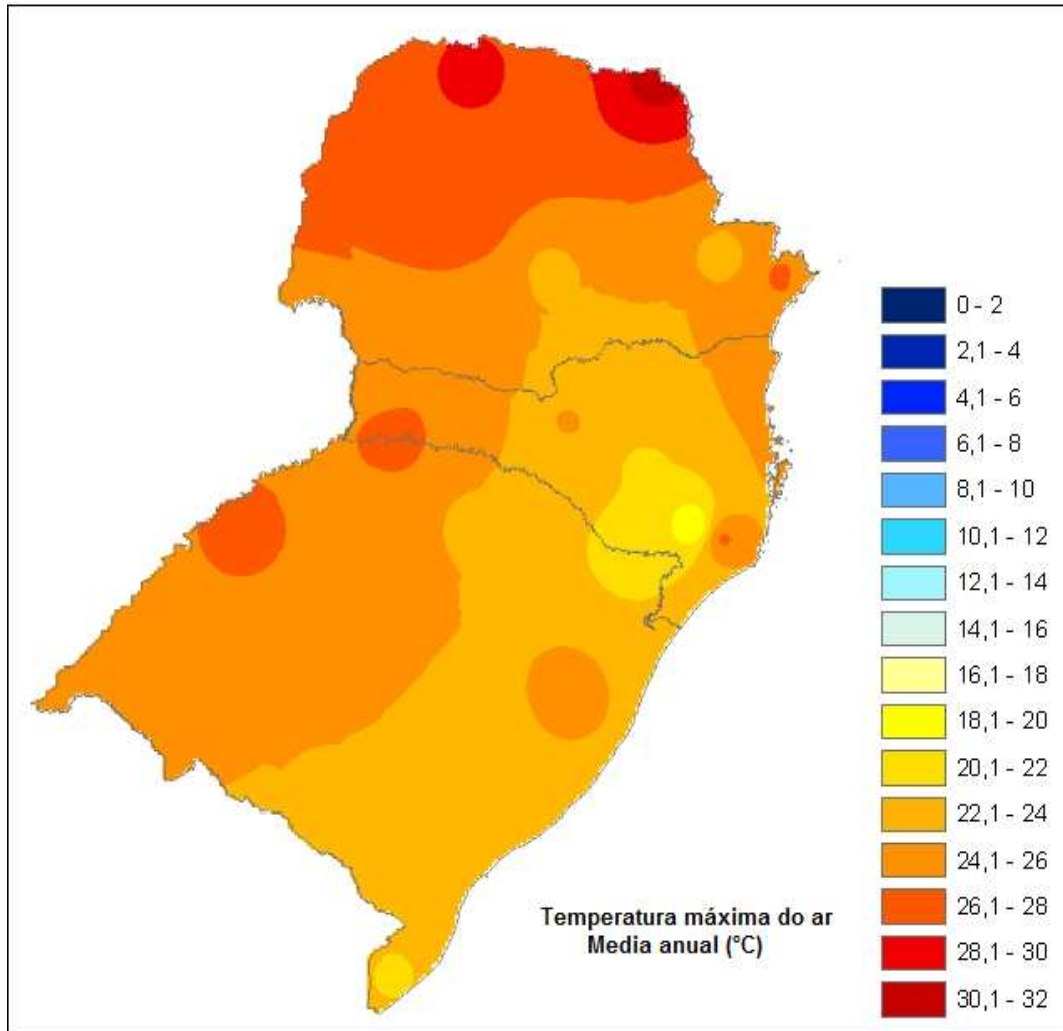 0 - 2
2,1 - 4
4,1 - 6
6,1 - 8
8,1 - 10
10,1 - 12
12,1 - 14
14,1 - 16
16,1 - 18
18,1 - 20
20,1 - 22
22,1 - 24
24,1 - 26
26,1 - 28
28,1 - 30
30,1 - 32
Temperatura máxima do ar
Media anual (°C)